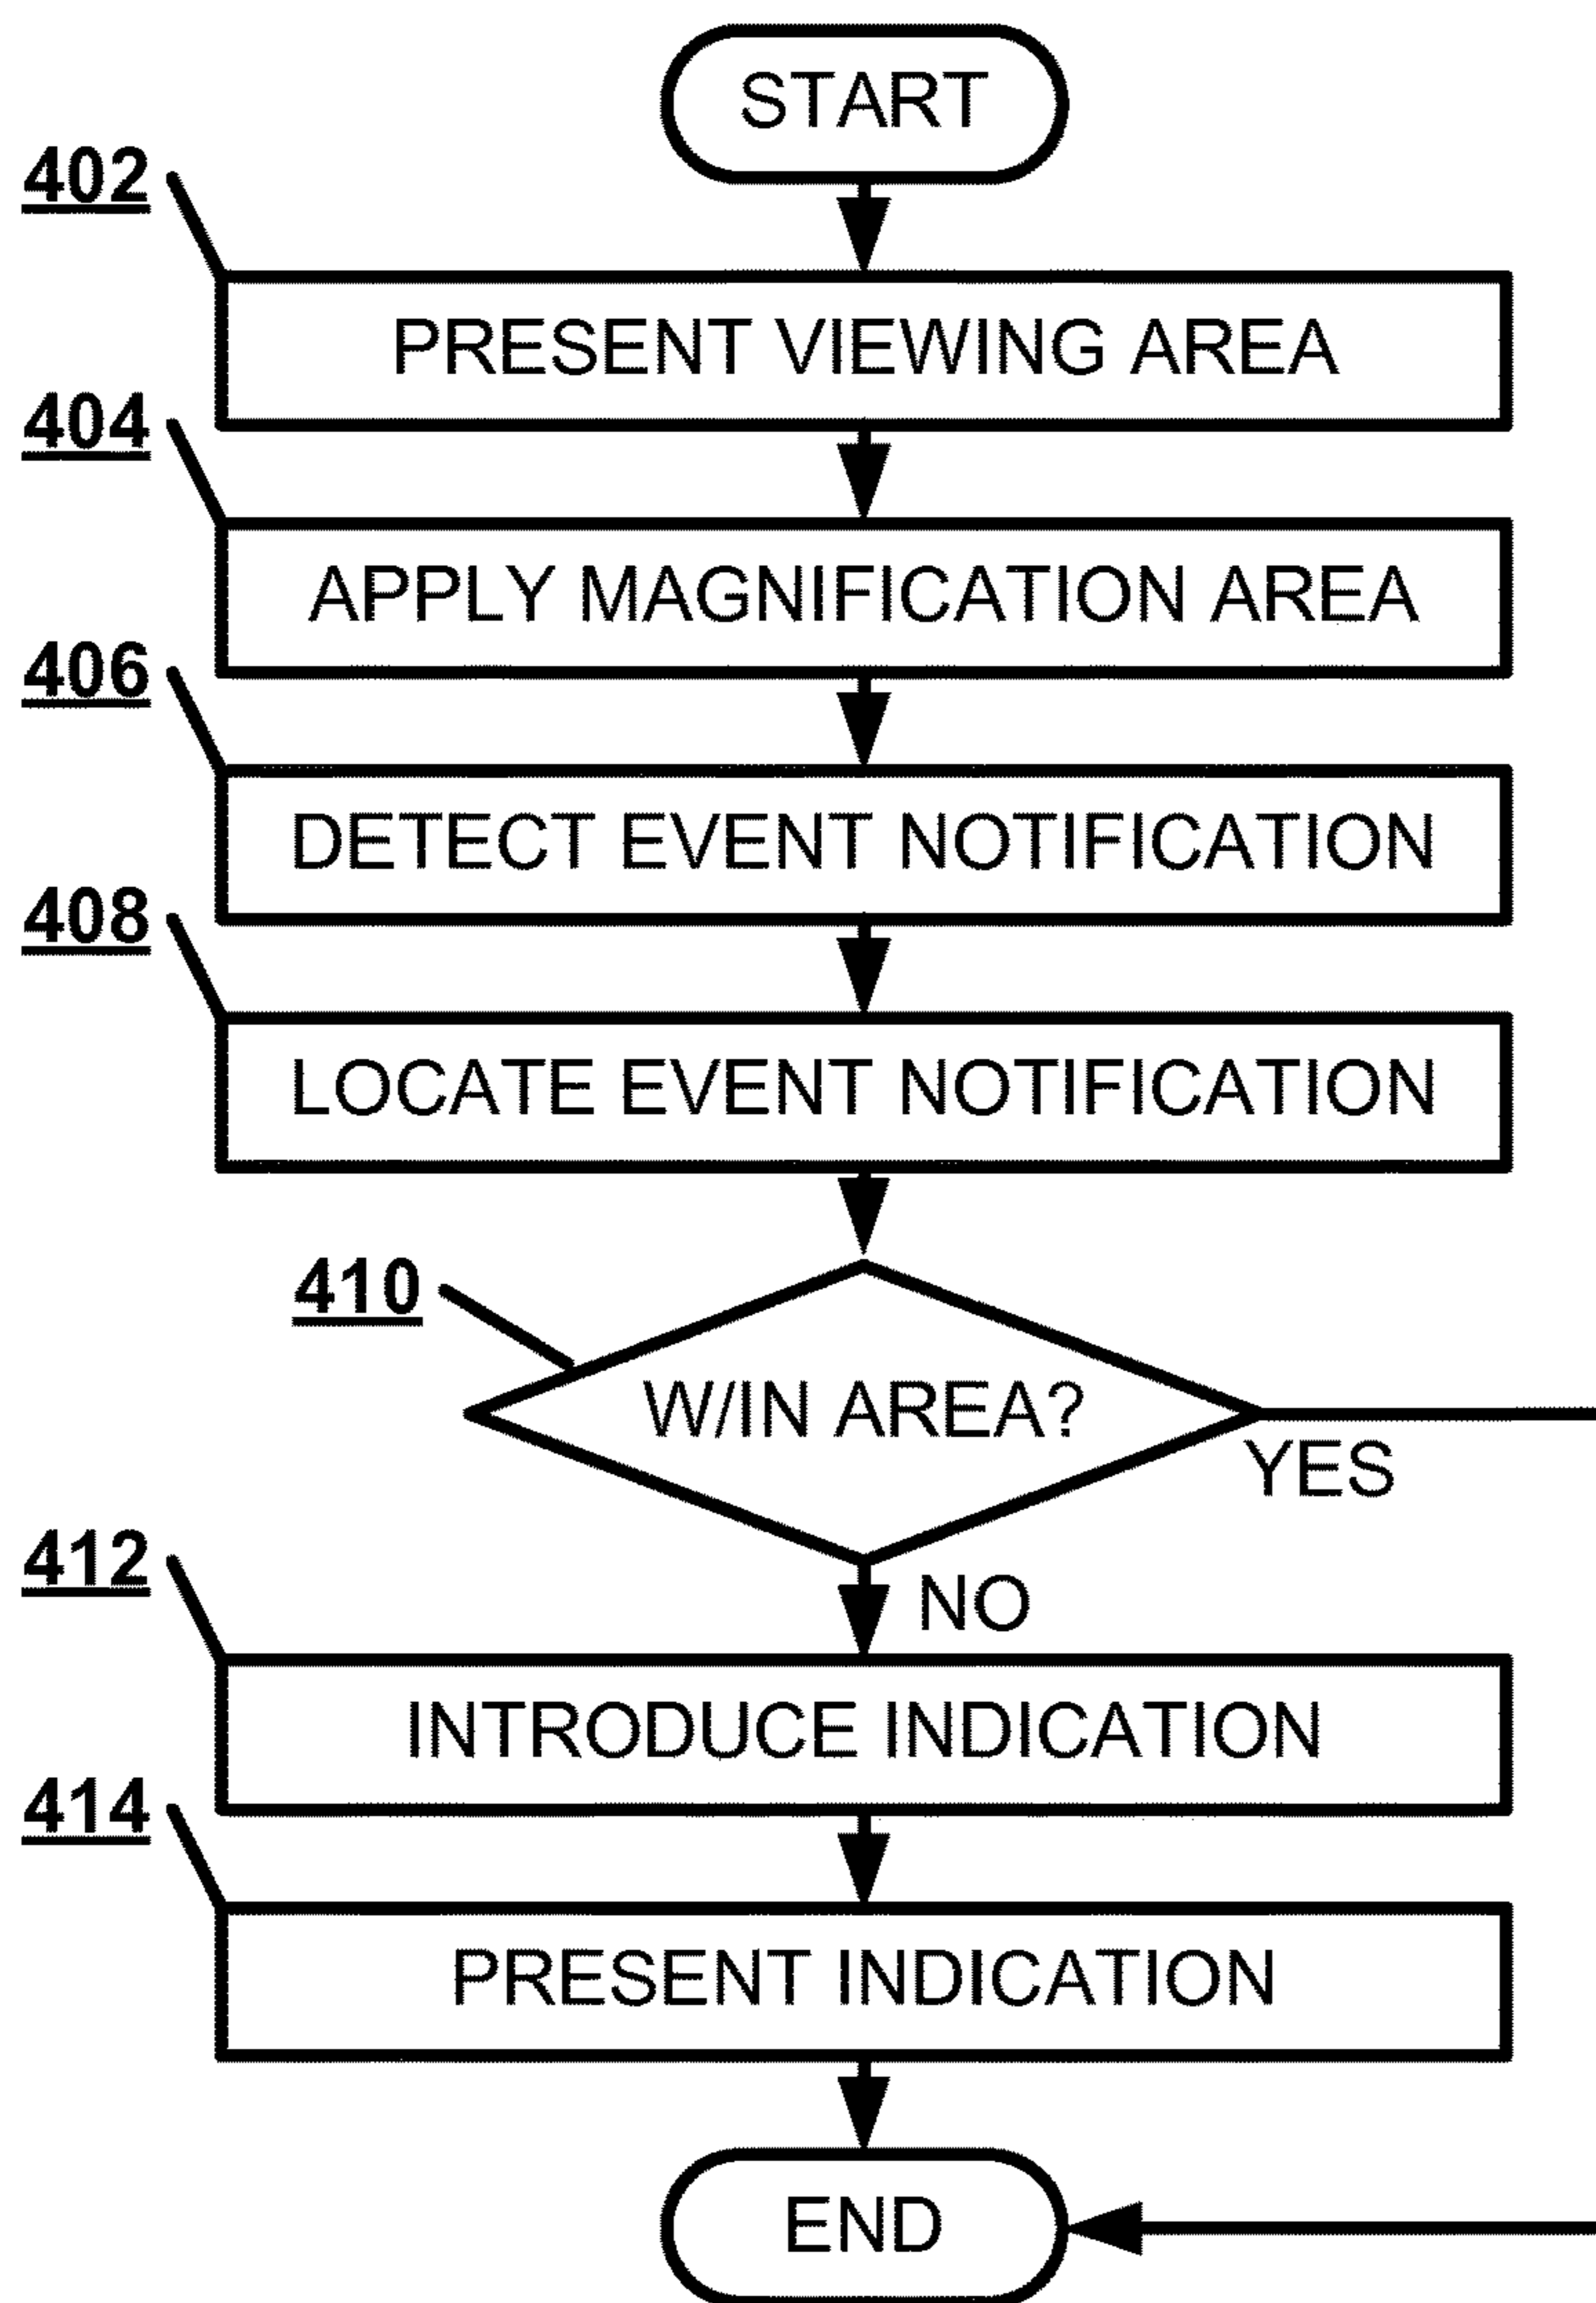 START
402
PRESENT VIEWING AREA
404
APPLY MAGNIFICATION AREA
406
DETECT EVENT NOTIFICATION
408
LOCATE EVENT NOTIFICATION
410
W/IN AREA?
YES
NO
412
INTRODUCE INDICATION
414
PRESENT INDICATION
END